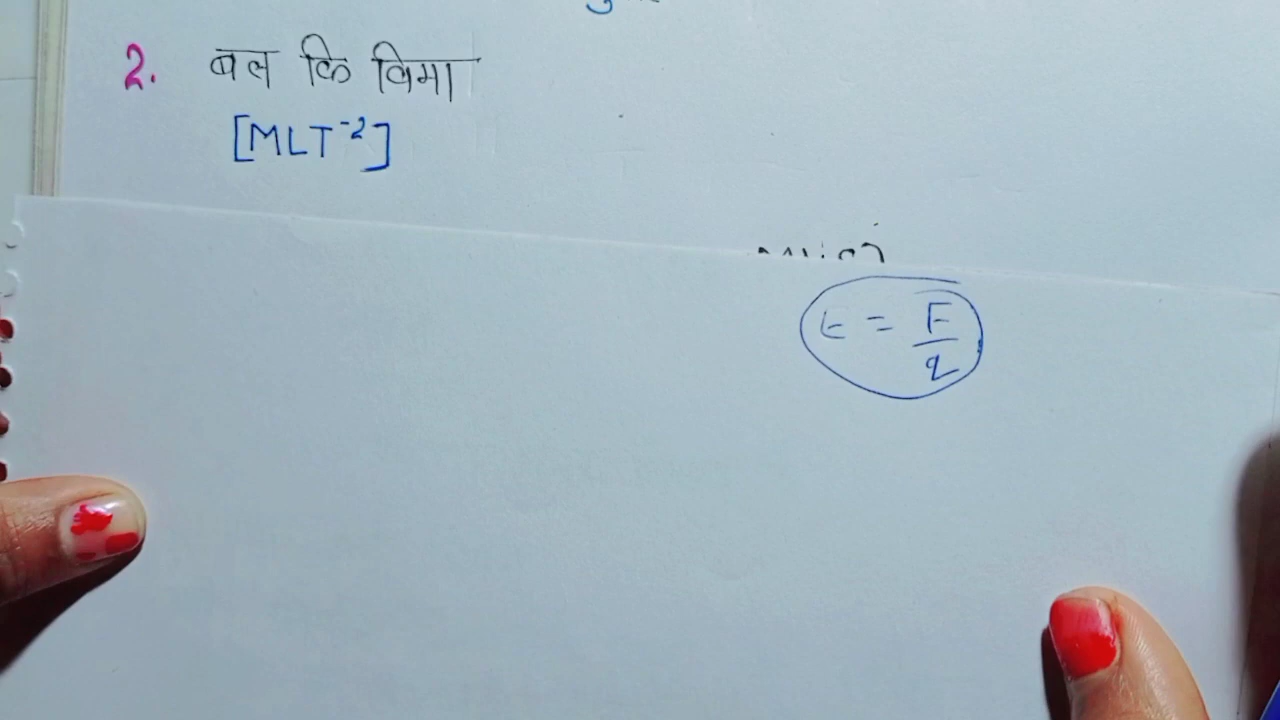 2. बल कि विमा
[MLT⁻²]
E = F/q